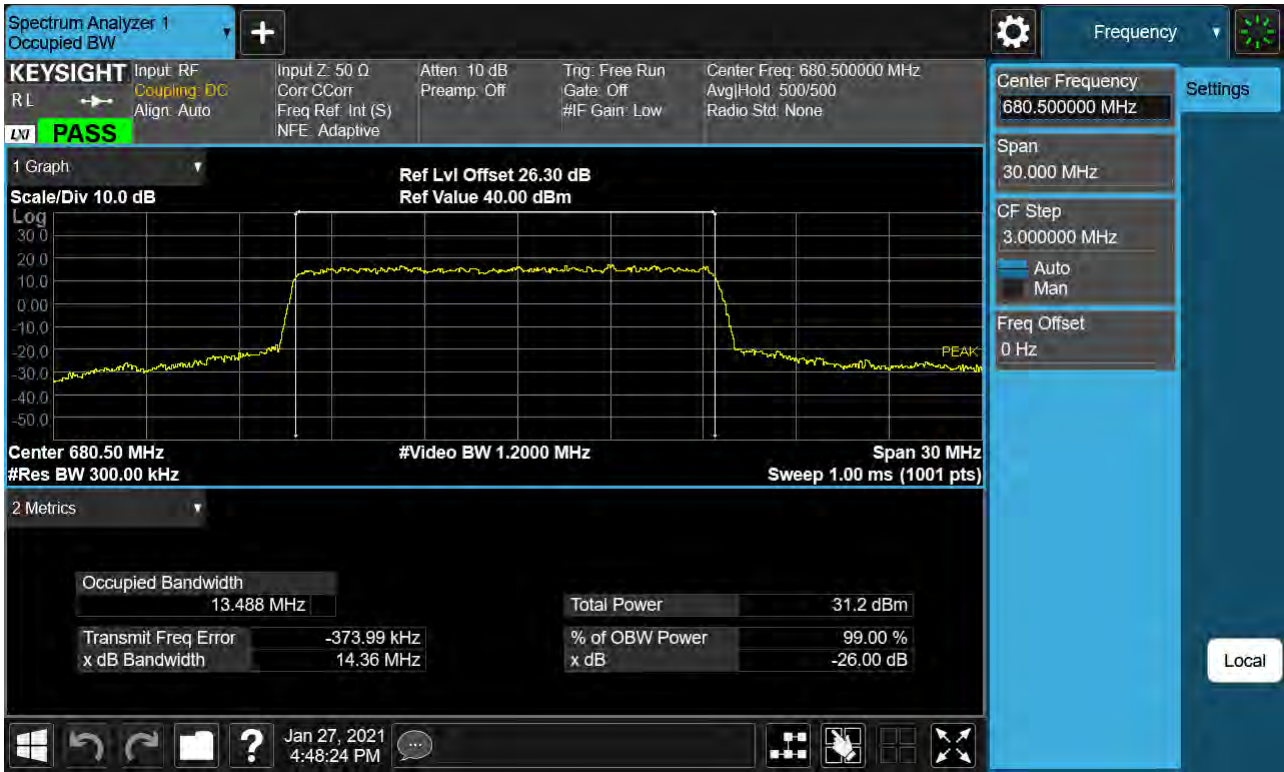 Spectrum Analyzer 1
Occupied BW
+
Frequency
KEYSIGHT
RL
LXI
PASS
Input: RF
Coupling: DC
Align: Auto
Input Z: 50 Ω
Corr CCorr
Freq Ref: Int (S)
NFE: Adaptive
Atten: 10 dB
Preamp: Off
Trig: Free Run
Gate: Off
#IF Gain: Low
Center Freq: 680.500000 MHz
Avg|Hold: 500/500
Radio Std: None
Center Frequency
680.500000 MHz
Settings
Span
30.000 MHz
CF Step
3.000000 MHz
Auto
Man
Freq Offset
0 Hz
Local
1 Graph
Scale/Div 10.0 dB
Ref Lvl Offset 26.30 dB
Ref Value 40.00 dBm
Log
30.0
20.0
10.0
0.00
-10.0
-20.0
-30.0
-40.0
-50.0
PEAK
Center 680.50 MHz
#Video BW 1.2000 MHz
Span 30 MHz
#Res BW 300.00 kHz
Sweep 1.00 ms (1001 pts)
2 Metrics
Occupied Bandwidth
13.488 MHz
Total Power 31.2 dBm
Transmit Freq Error -373.99 kHz
% of OBW Power 99.00 %
x dB Bandwidth 14.36 MHz
x dB -26.00 dB
?
Jan 27, 2021
4:48:24 PM